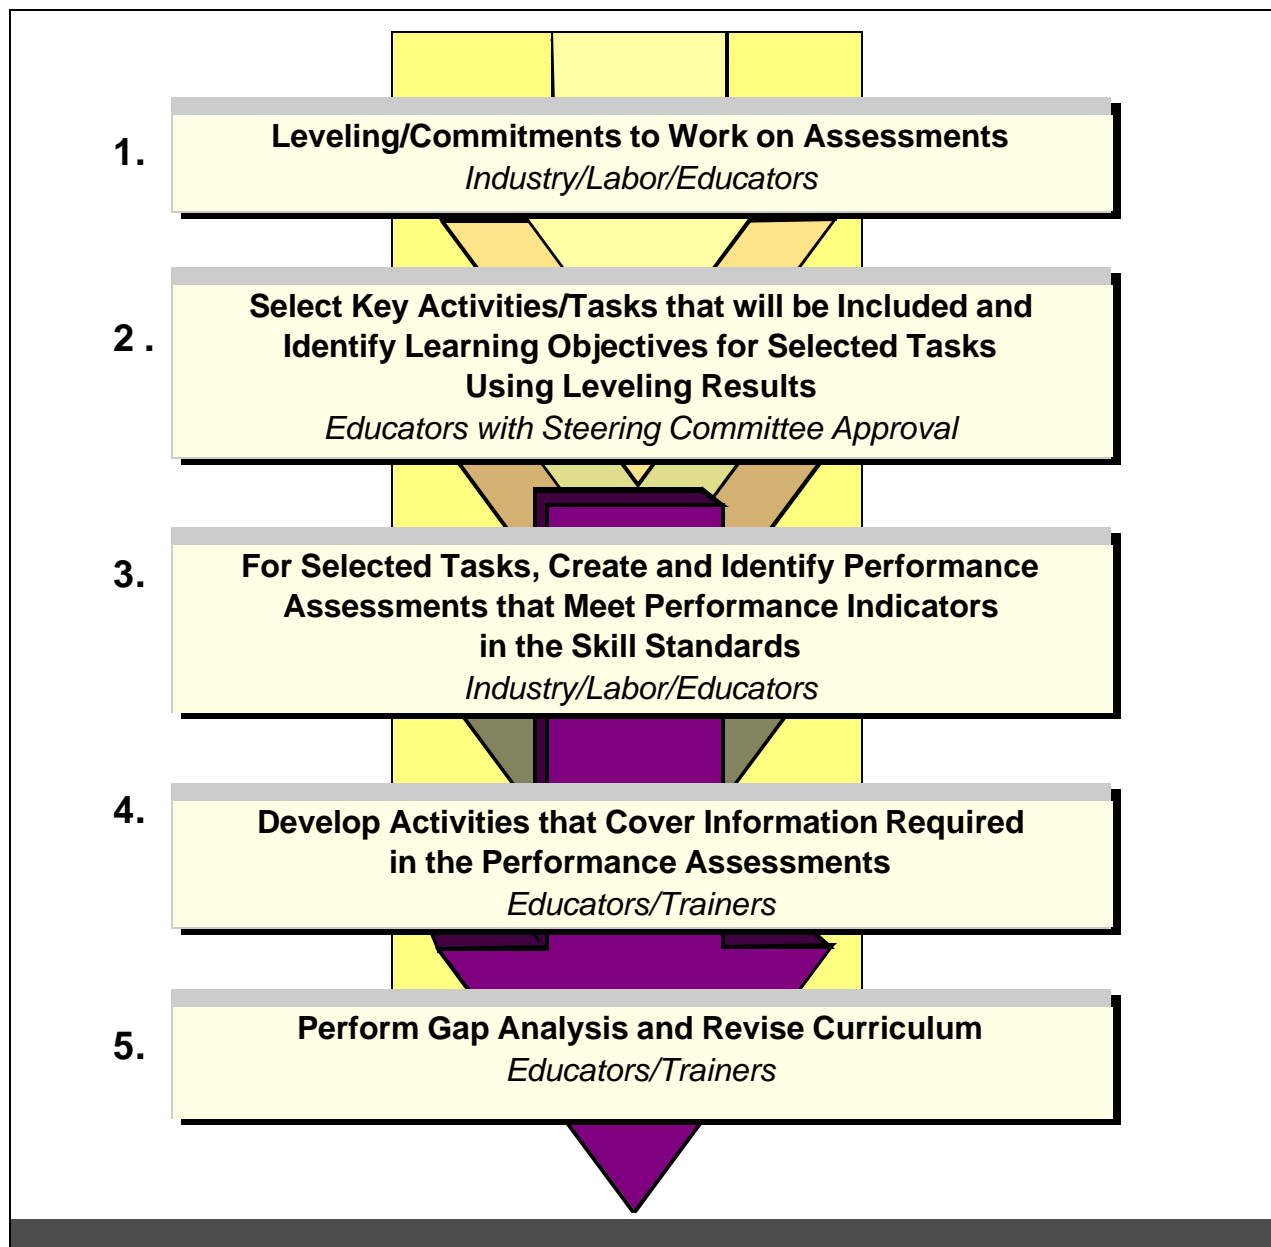 1.
Leveling/Commitments to Work on Assessments
Industry/Labor/Educators
2 .
Select Key Activities/Tasks that will be Included and
Identify Learning Objectives for Selected Tasks
Using Leveling Results
Educators with Steering Committee Approval
3.
For Selected Tasks, Create and Identify Performance
Assessments that Meet Performance Indicators
in the Skill Standards
Industry/Labor/Educators
4.
Develop Activities that Cover Information Required
in the Performance Assessments
Educators/Trainers
5.
Perform Gap Analysis and Revise Curriculum
Educators/Trainers